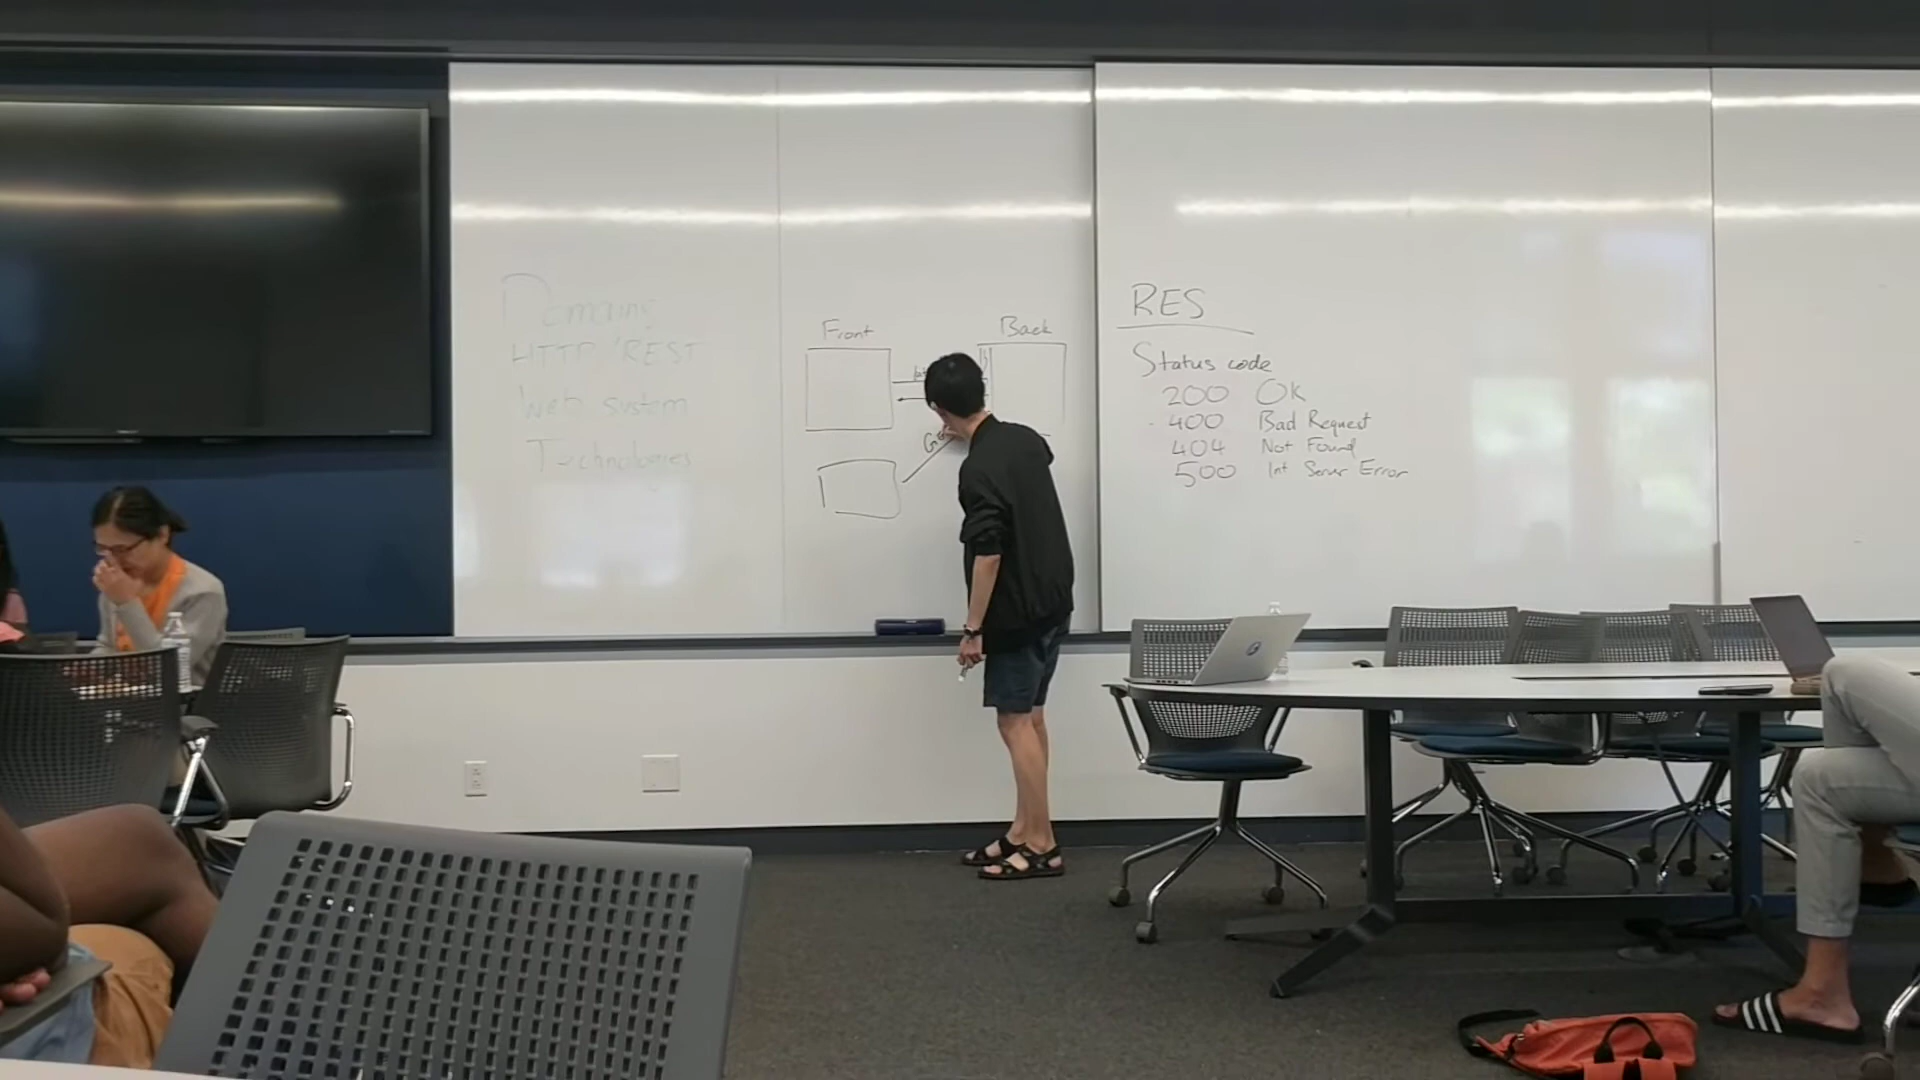 Domains
HTTP/REST
Web system
Technologies
Front
Back
RES
Status code
200 OK
400 Bad Request
404 Not Found
500 Int Server Error